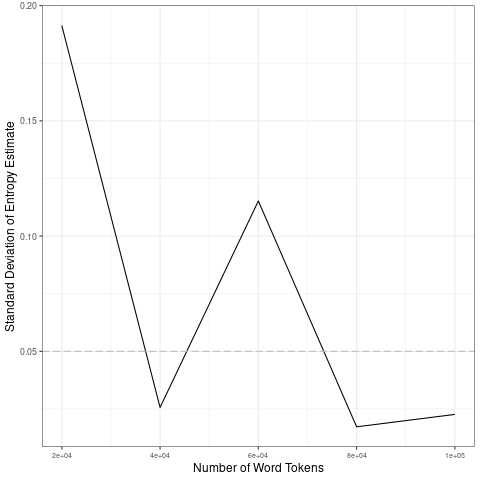 Standard Deviation of Entropy Estimate
0.20
0.15
0.10
0.05
2e+04 4e+04 6e+04 8e+04 1e+05
Number of Word Tokens